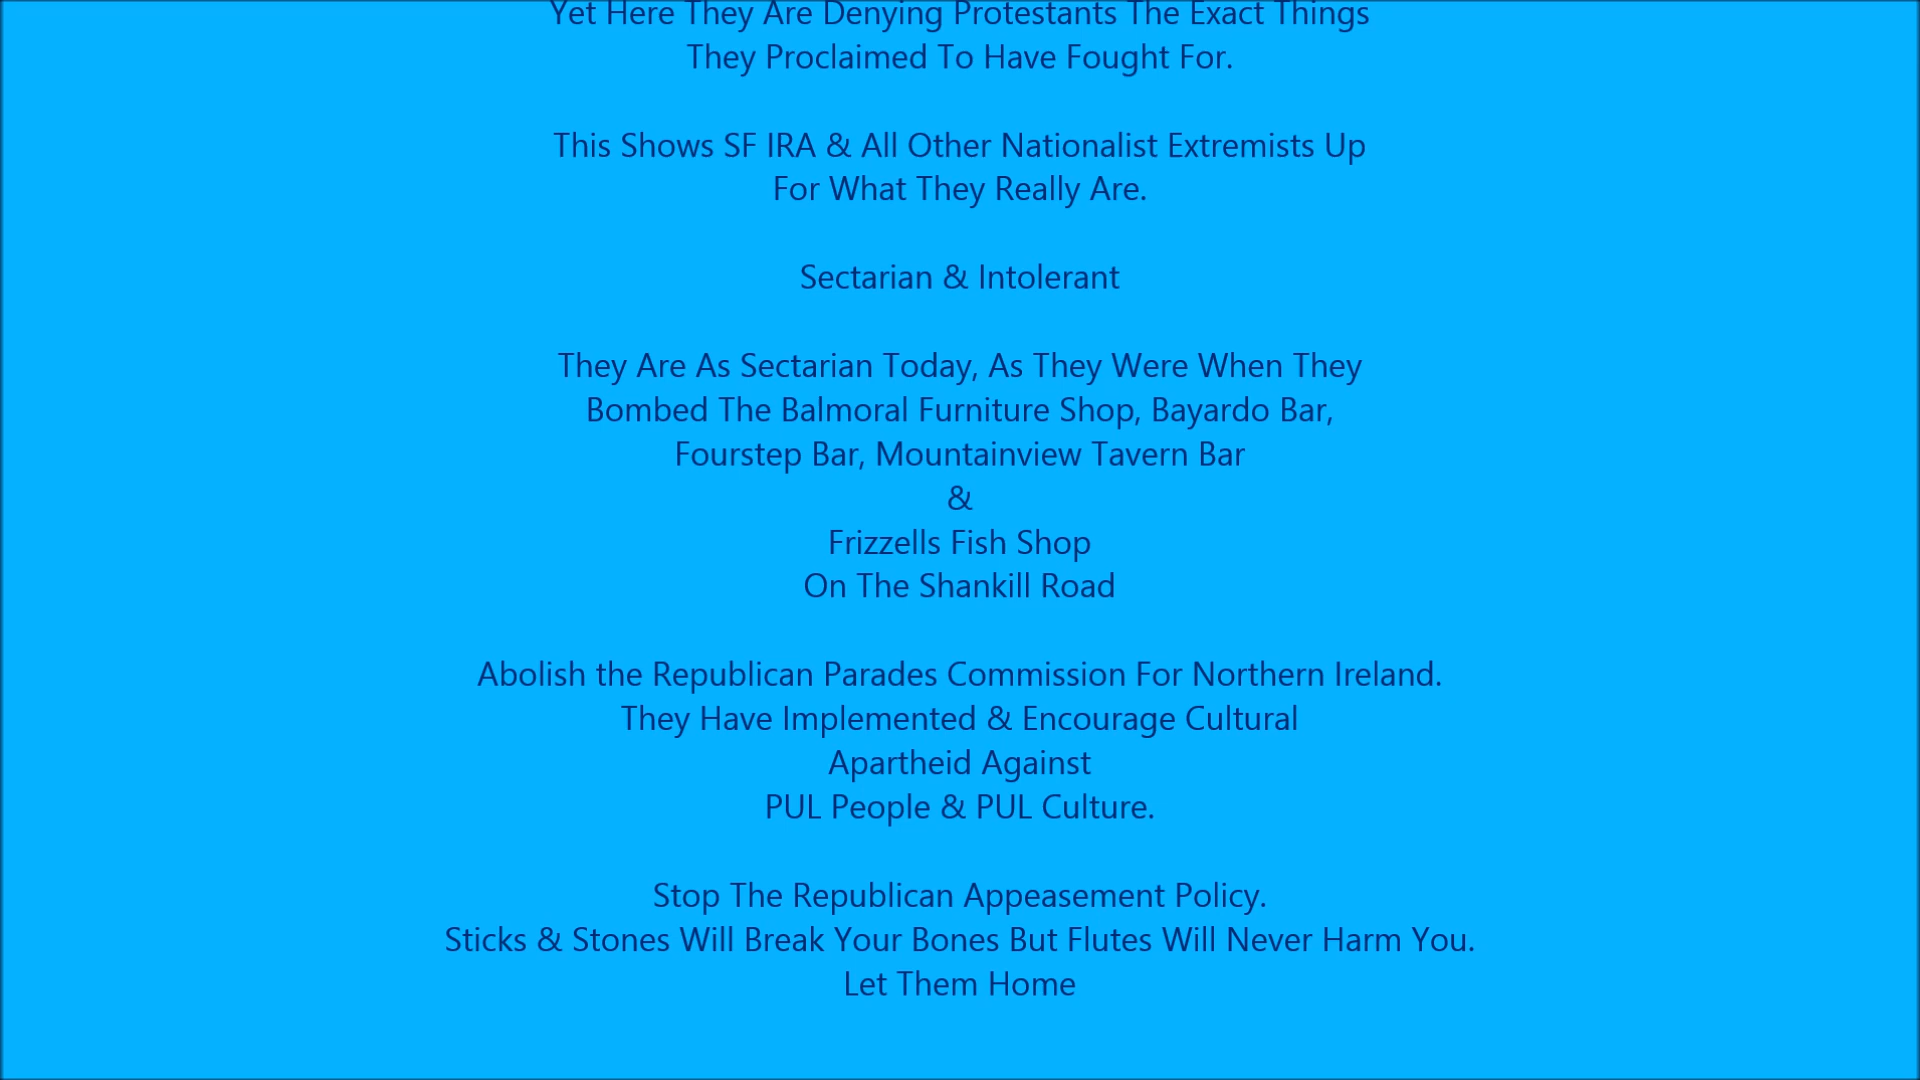 Yet Here They Are Denying Protestants The Exact Things
They Proclaimed To Have Fought For.
This Shows SF IRA & All Other Nationalist Extremists Up
For What They Really Are.
Sectarian & Intolerant
They Are As Sectarian Today, As They Were When They
Bombed The Balmoral Furniture Shop, Bayardo Bar,
Fourstep Bar, Mountainview Tavern Bar
&
Frizzells Fish Shop
On The Shankill Road
Abolish the Republican Parades Commission For Northern Ireland.
They Have Implemented & Encourage Cultural
Apartheid Against
PUL People & PUL Culture.
Stop The Republican Appeasement Policy.
Sticks & Stones Will Break Your Bones But Flutes Will Never Harm You.
Let Them Home